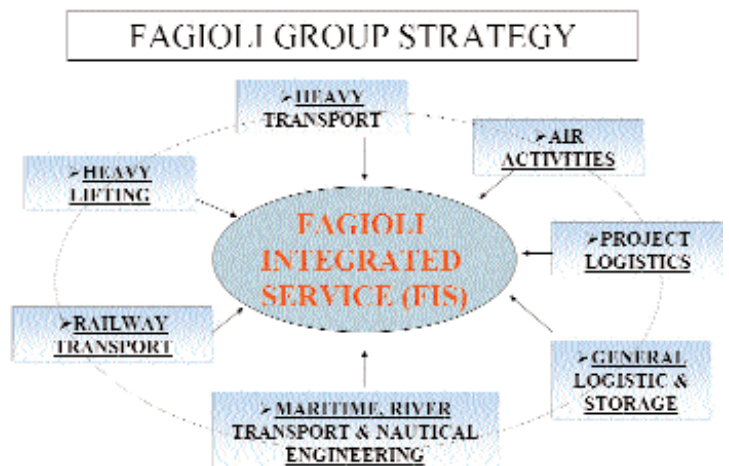 FAGIOLI GROUP STRATEGY
➢HEAVY
TRANSPORT
➢AIR
ACTIVITIES
➢HEAVY
LIFTING
FAGIOLI
INTEGRATED
SERVICE (FIS)
➢PROJECT
LOGISTICS
➢RAILWAY
TRANSPORT
➢GENERAL
LOGISTIC &
STORAGE
➢MARITIME, RIVER
TRANSPORT & NAUTICAL
ENGINEERING